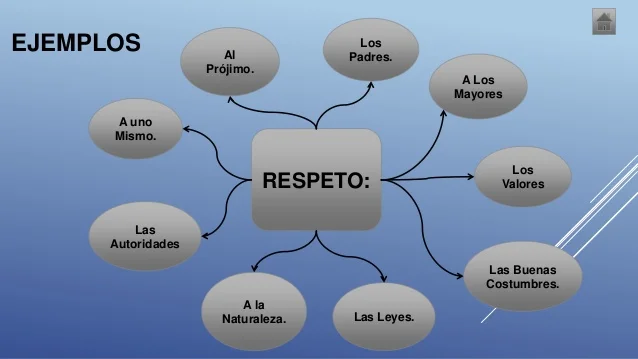 EJEMPLOS
Al
Prójimo.
Los
Padres.
A Los
Mayores
A uno
Mismo.
RESPETO:
Los
Valores
Las
Autoridades
Las Buenas
Costumbres.
A la
Naturaleza.
Las Leyes.